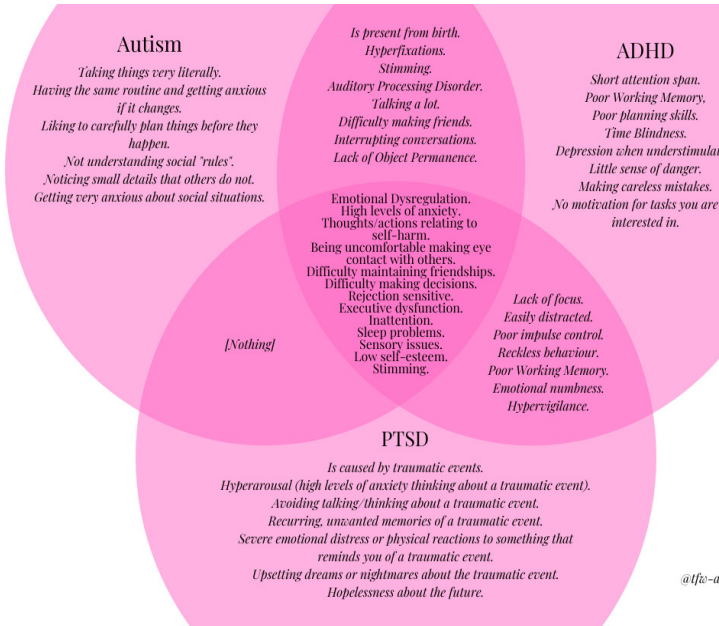 Autism
Taking things very literally.
Having the same routine and getting anxious
if it changes.
Liking to carefully plan things before they
happen.
Not understanding social "rules".
Noticing small details that others do not.
Getting very anxious about social situations.
Is present from birth.
Hyperfixations.
Stimming.
Auditory Processing Disorder.
Talking a lot.
Difficulty making friends.
Interrupting conversations.
Lack of Object Permanence.
ADHD
Short attention span.
Poor Working Memory,
Poor planning skills.
Time Blindness.
Depression when understimula
Little sense of danger.
Making careless mistakes.
No motivation for tasks you are
interested in.
Emotional Dysregulation.
High levels of anxiety.
Thoughts/actions relating to
self-harm.
Being uncomfortable making eye
contact with others.
Difficulty maintaining friendships.
Difficulty making decisions.
Rejection sensitive.
Executive dysfunction.
Inattention.
Sleep problems.
Sensory issues.
Low self-esteem.
Stimming.
[Nothing]
Lack of focus.
Easily distracted.
Poor impulse control.
Reckless behaviour.
Poor Working Memory.
Emotional numbness.
Hypervigilance.
PTSD
Is caused by traumatic events.
Hyperarousal (high levels of anxiety thinking about a traumatic event).
Avoiding talking/thinking about a traumatic event.
Recurring, unwanted memories of a traumatic event.
Severe emotional distress or physical reactions to something that
reminds you of a traumatic event.
Upsetting dreams or nightmares about the traumatic event.
Hopelessness about the future.
@tfw-a